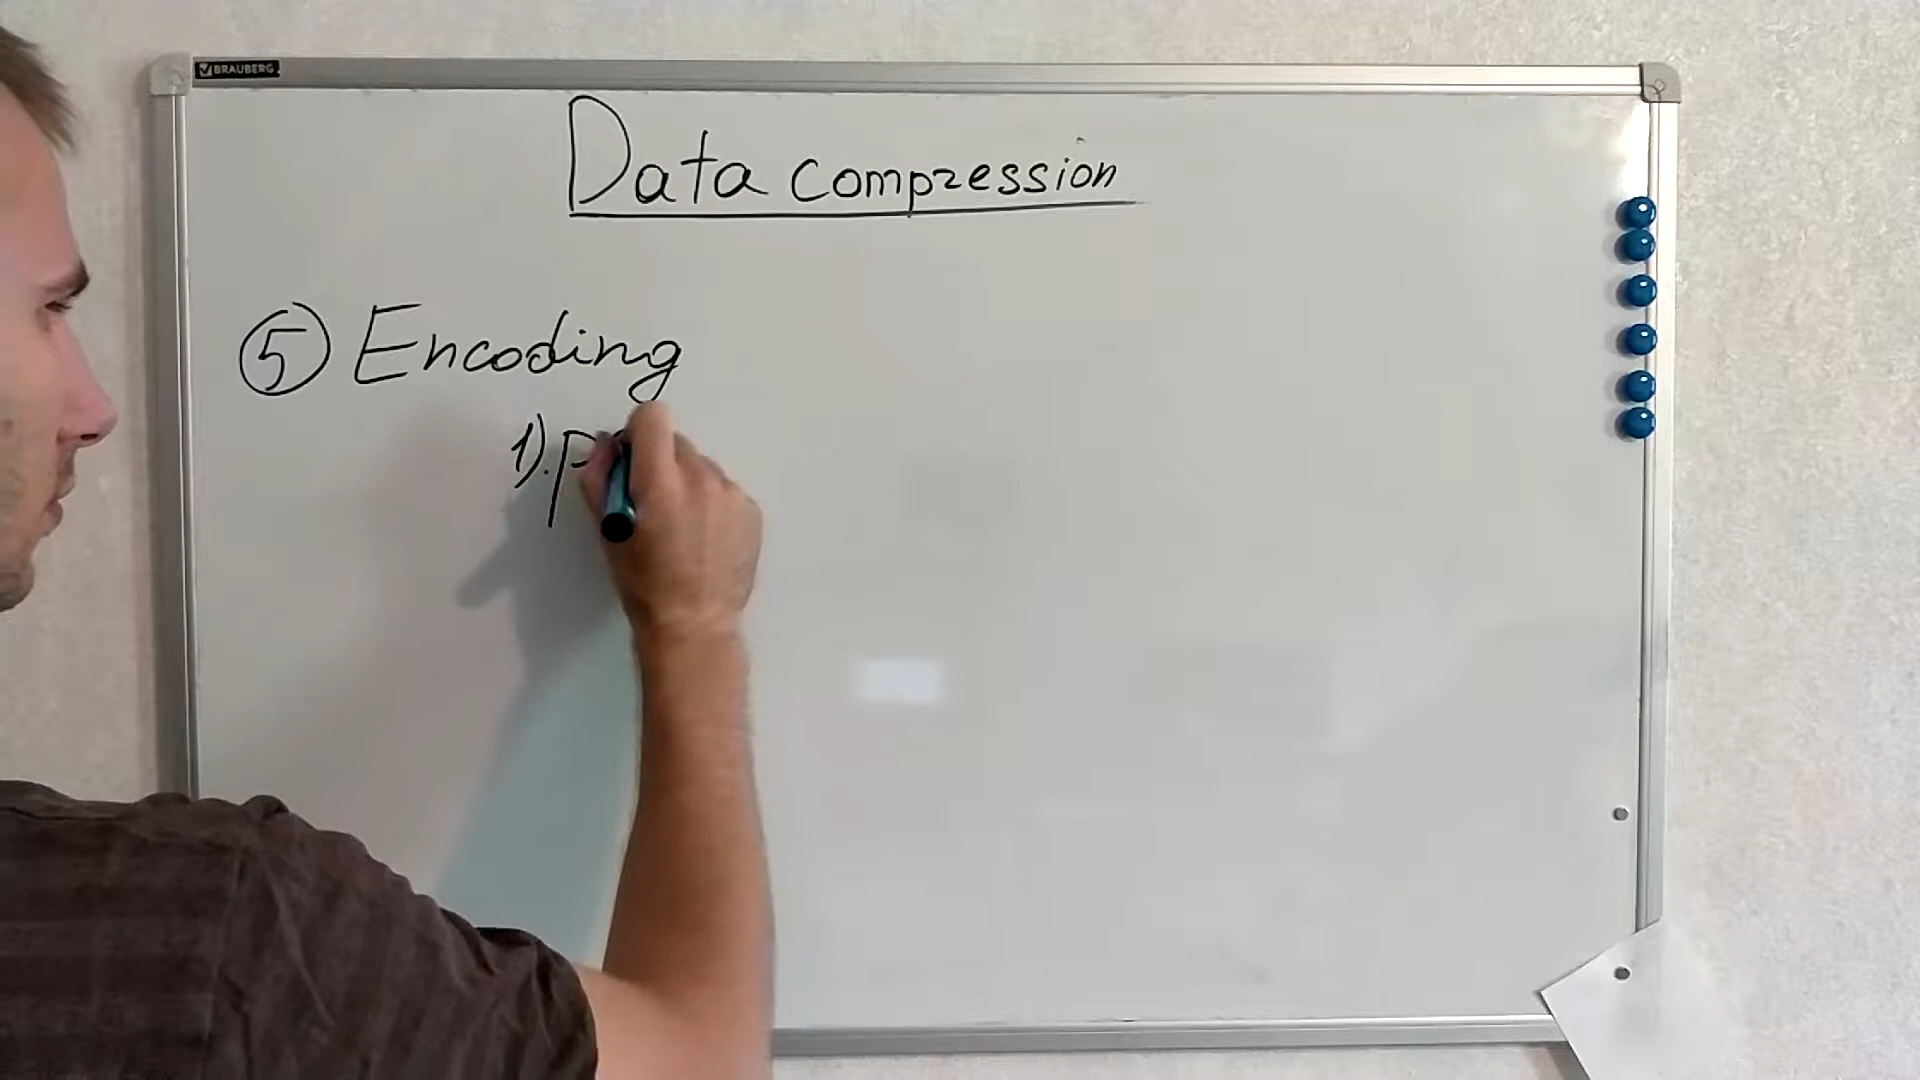 BRAUBERG
Data compression
5 Encoding
1).